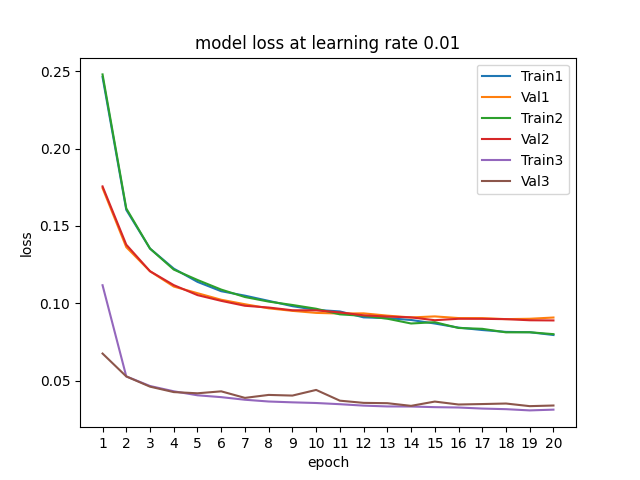 model loss at learning rate 0.01
0.25
0.20
0.15
0.10
0.05
loss
Train1
Val1
Train2
Val2
Train3
Val3
1 2 3 4 5 6 7 8 9 10 11 12 13 14 15 16 17 18 19 20
epoch